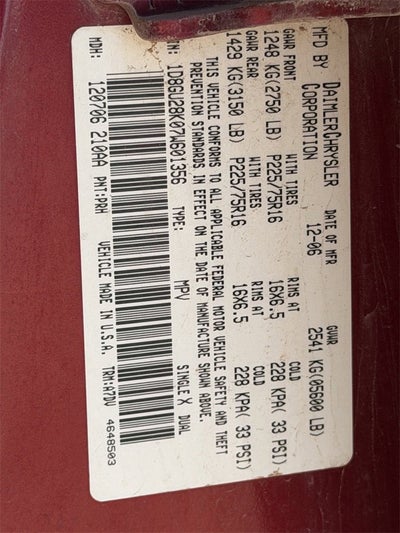 MFD BY DAIMLERCHRYSLER CORPORATION DATE OF MFR 12-06 GVWR 2541 KG(05600 LB)
GAWR FRONT WITH TIRES RIMS AT COLD
1248 KG(2750 LB) P225/75R16 16X6.5 228 KPA( 33 PSI)
GAWR REAR WITH TIRES RIMS AT COLD
1429 KG(3150 LB) P225/75R16 16X6.5 228 KPA( 33 PSI)
THIS VEHICLE CONFORMS TO ALL APPLICABLE FEDERAL MOTOR VEHICLE SAFETY AND THEFT
PREVENTION STANDARDS IN EFFECT ON THE DATE OF MANUFACTURE SHOWN ABOVE.
IN: 1D8GU28K07W601356 TYPE: MPV SINGLE X DUAL
MDH: 120706 210AA PNT:PRH VEHICLE MADE IN U.S.A. TRM:A7DV 4648503